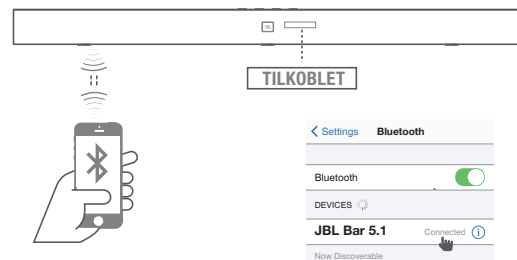 TILKOBLET
Settings Bluetooth
Bluetooth
DEVICES
JBL Bar 5.1 Connected
Now Discoverable